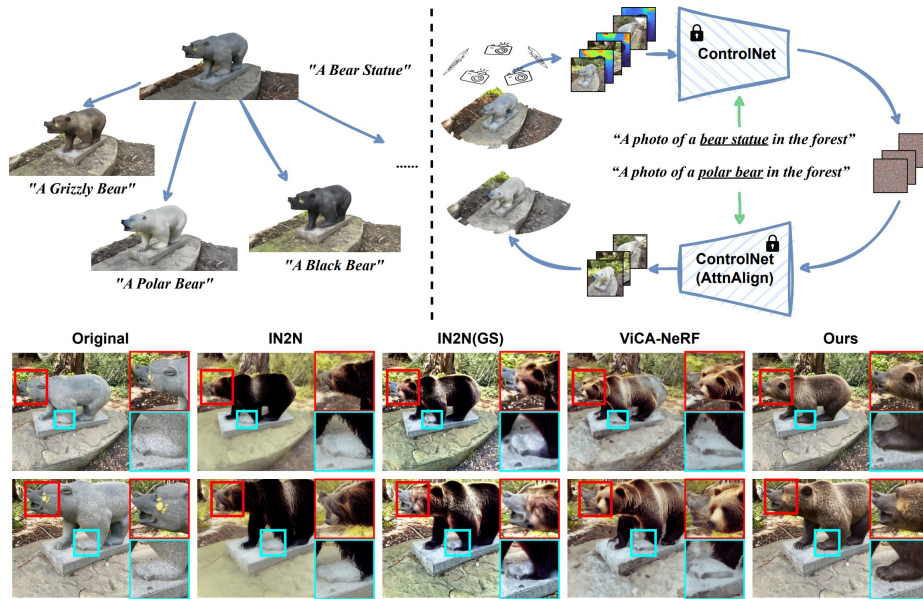 "A Bear Statue"
"A Grizzly Bear"
"A Polar Bear"
"A Black Bear"
......
ControlNet
“A photo of a bear statue in the forest”
“A photo of a polar bear in the forest”
ControlNet
(AttnAlign)
Original
IN2N
IN2N(GS)
ViCA-NeRF
Ours